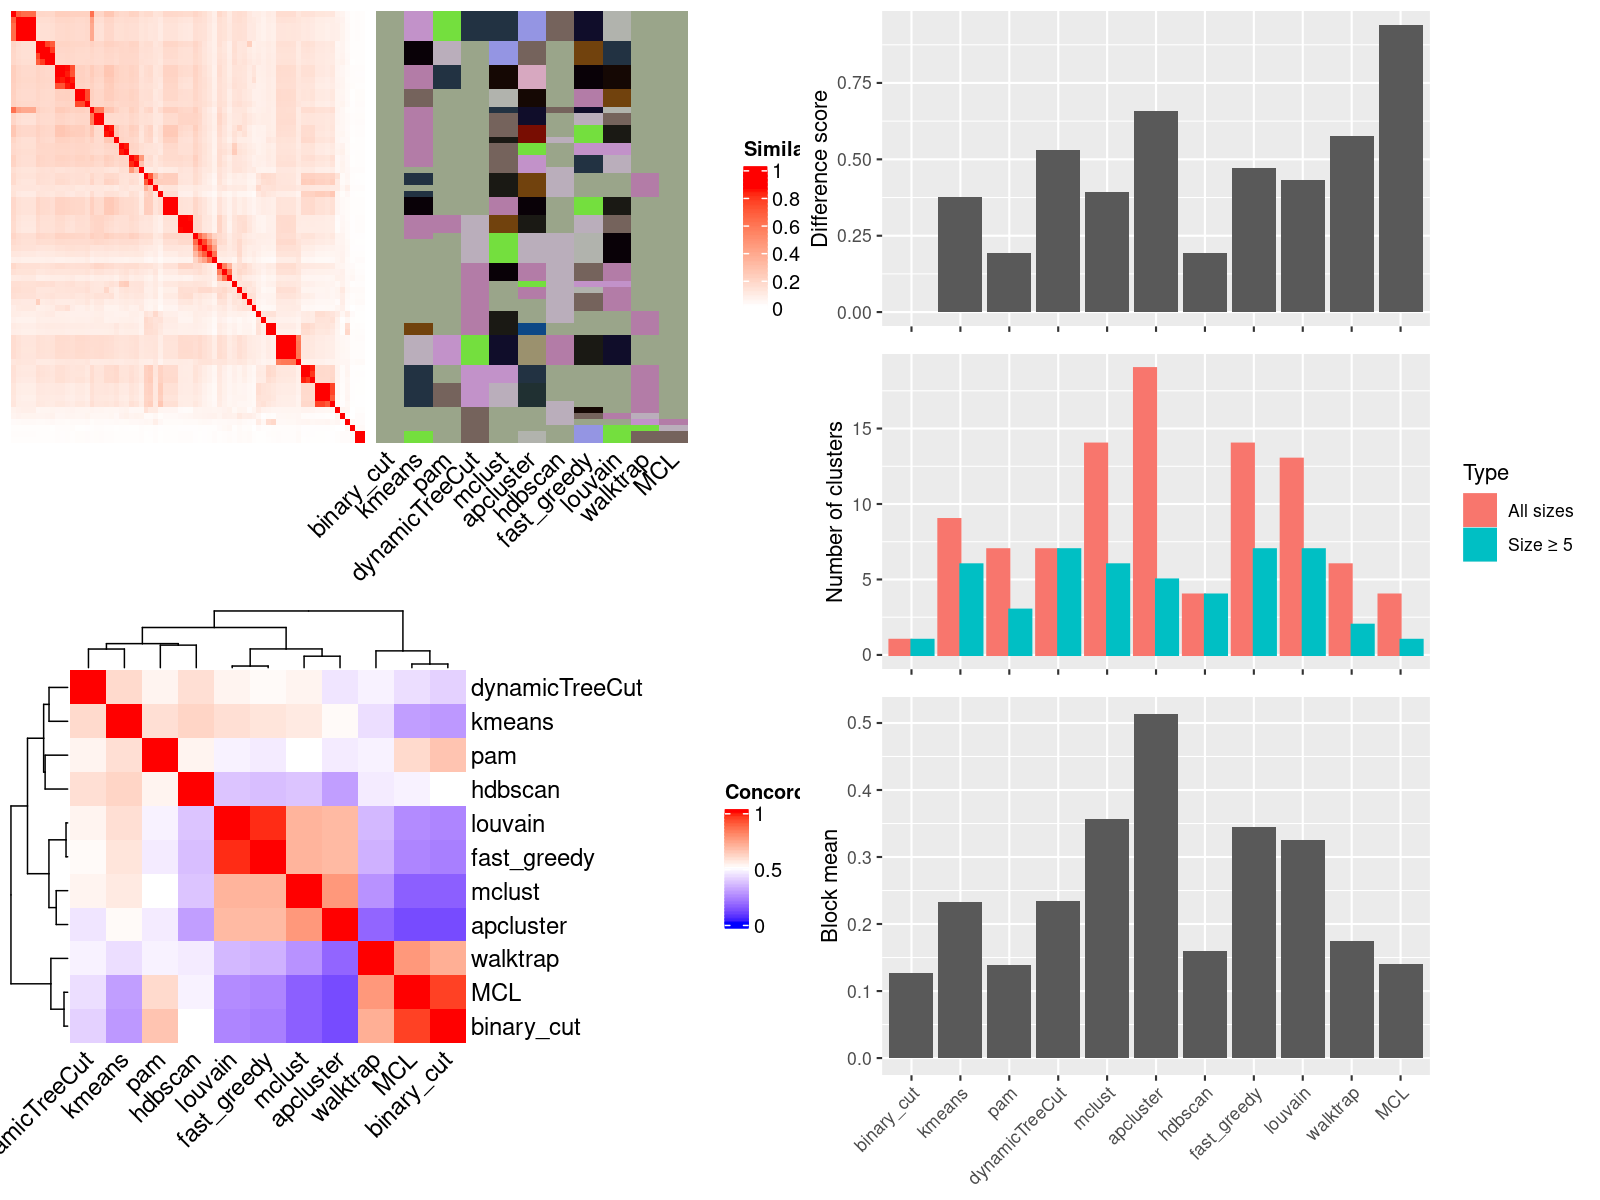 Simila
1
0.8
0.6
0.4
0.2
0
binary_cut
kmeans
pam
dynamicTreeCut
mclust
apcluster
hdbscan
fast_greedy
louvain
walktrap
MCL
dynamicTreeCut
kmeans
pam
hdbscan
louvain
fast_greedy
mclust
apcluster
walktrap
MCL
binary_cut
Concord
1
0.5
0
amicTreeCut
kmeans
pam
hdbscan
louvain
fast_greedy
mclust
apcluster
walktrap
MCL
binary_cut
Difference score
0.75
0.50
0.25
0.00
Number of clusters
15
10
5
0
Type
All sizes
Size ≥ 5
Block mean
0.5
0.4
0.3
0.2
0.1
0.0
binary_cut
kmeans
pam
dynamicTreeCut
mclust
apcluster
hdbscan
fast_greedy
louvain
walktrap
MCL